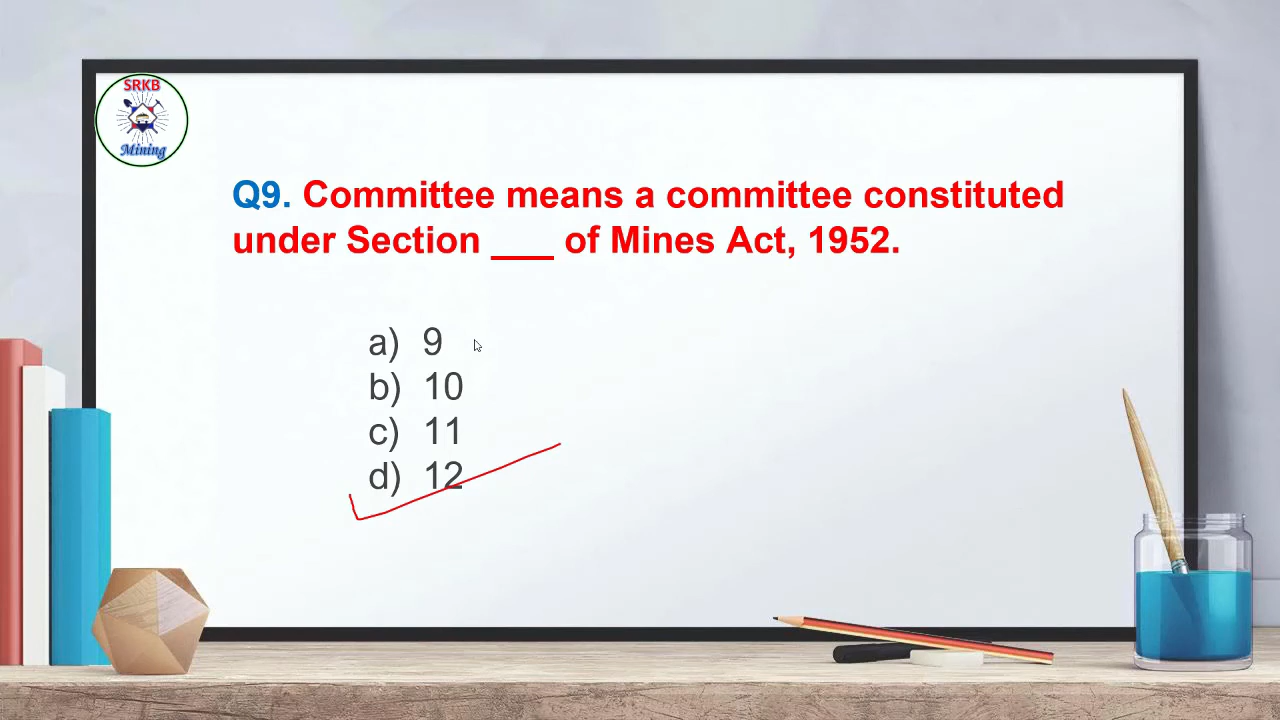 SRKB
Mining
Q9. Committee means a committee constituted
under Section ___ of Mines Act, 1952.
a) 9
b) 10
c) 11
d) 12